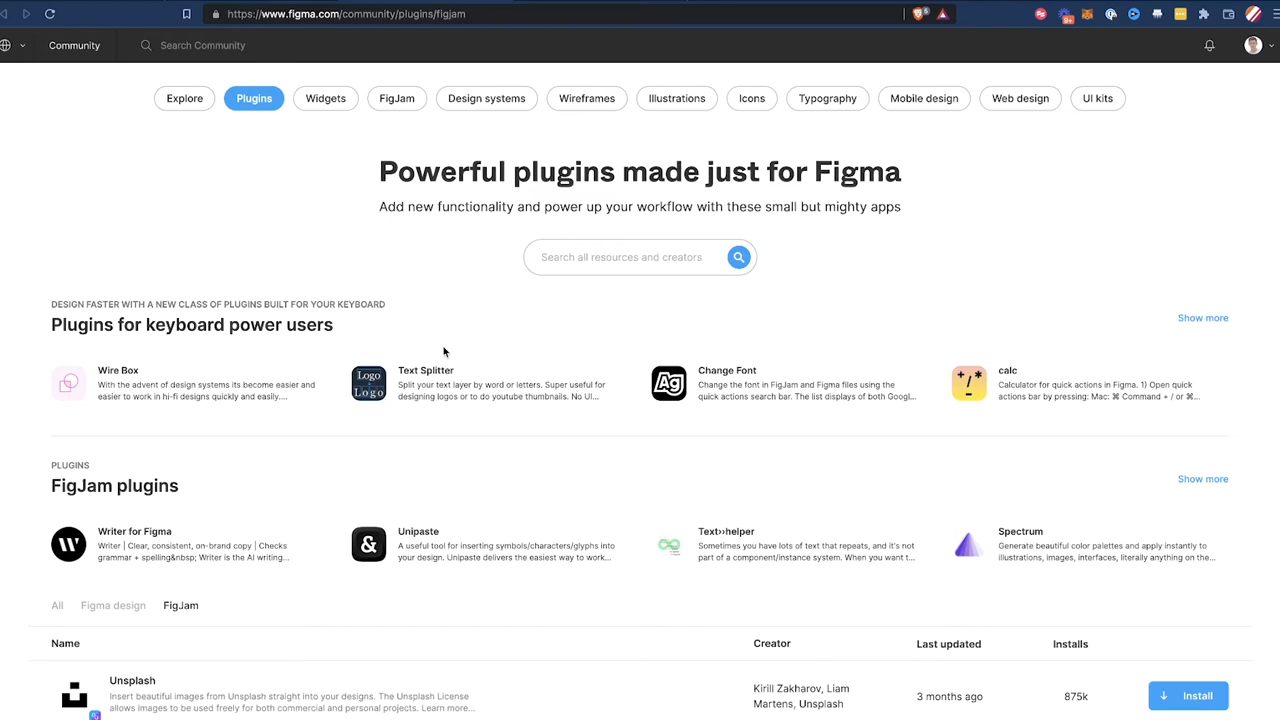 https://www.figma.com/community/plugins/figjam
Community
Search Community
Explore
Plugins
Widgets
FigJam
Design systems
Wireframes
Illustrations
Icons
Typography
Mobile design
Web design
UI kits
Powerful plugins made just for Figma
Add new functionality and power up your workflow with these small but mighty apps
Search all resources and creators
DESIGN FASTER WITH A NEW CLASS OF PLUGINS BUILT FOR YOUR KEYBOARD
Plugins for keyboard power users
Show more
Wire Box
With the advent of design systems its become easier and
easier to work in hi-fi designs quickly and easily....
Logo
Logo
Text Splitter
Split your text layer by word or letters. Super useful for
designing logos or to do youtube thumbnails. No UI...
Ag
Change Font
Change the font in FigJam and Figma files using the
quick actions search bar. The list displays of both Googl...
+ / *
calc
Calculator for quick actions in Figma. 1) Open quick
actions bar by pressing: Mac: ⌘ Command + / or ⌘...
PLUGINS
FigJam plugins
Show more
W
Writer for Figma
Writer | Clear, consistent, on-brand copy | Checks
grammar + spelling&nbsp; Writer is the AI writing...
&
Unipaste
A useful tool for inserting symbols/characters/glyphs into
your design. Unipaste delivers the easiest way to work...
Text››helper
Sometimes you have lots of text that repeats, and it's not
part of a component/instance system. When you want t...
Spectrum
Generate beautiful color palettes and apply instantly to
illustrations, images, interfaces, literally anything on the...
All
Figma design
FigJam
Name
Creator
Last updated
Installs
Unsplash
Insert beautiful images from Unsplash straight into your designs. The Unsplash License
allows images to be used freely for both commercial and personal projects. Learn more...
Kirill Zakharov, Liam
Martens, Unsplash
3 months ago
875k
Install